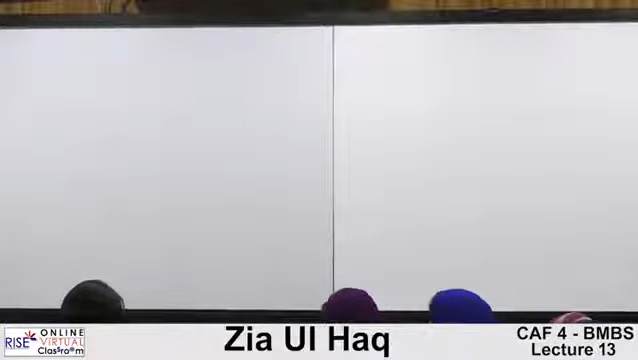 RISE
ONLINE
VIRTUAL
Classroom
Zia Ul Haq
CAF 4 - BMBS
Lecture 13